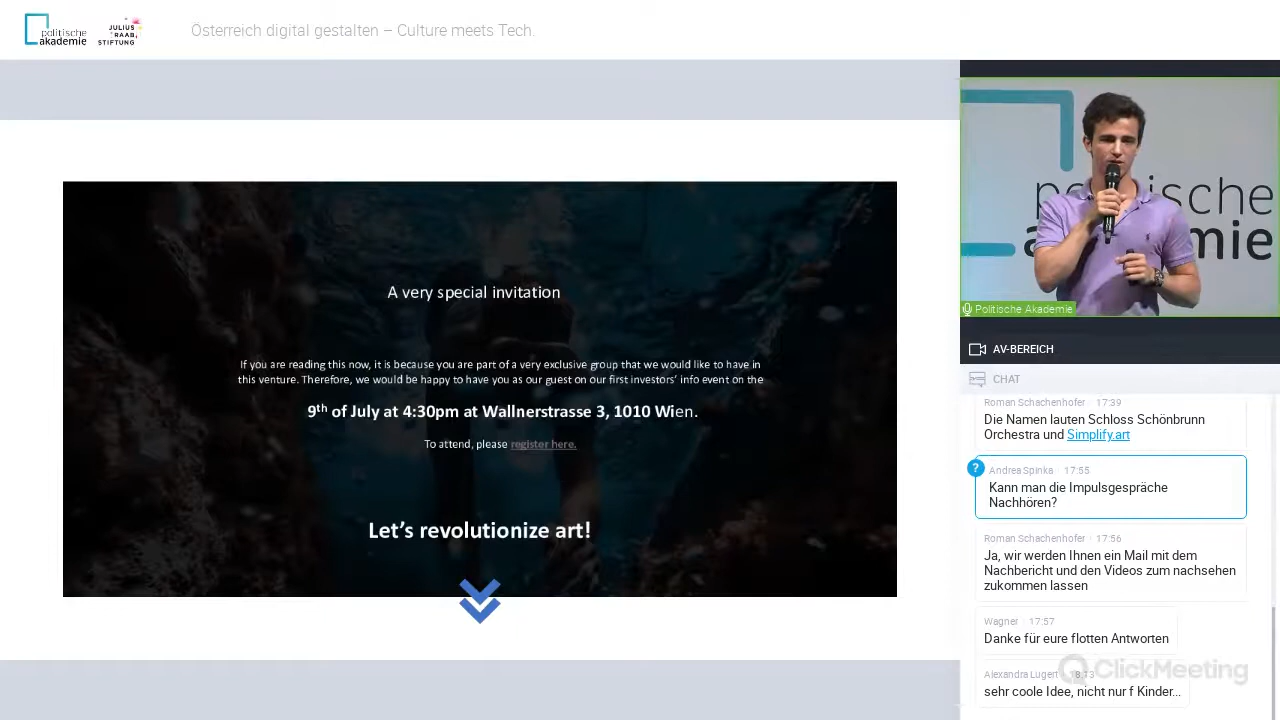 politische
akademie
JULIUS
RAAB
STIFTUNG
Österreich digital gestalten – Culture meets Tech.
A very special invitation
If you are reading this now, it is because you are part of a very exclusive group that we would like to have in
this venture. Therefore, we would be happy to have you as our guest on our first investors’ info event on the
9th of July at 4:30pm at Wallnerstrasse 3, 1010 Wien.
To attend, please register here.
Let’s revolutionize art!
politische
akademie
Politische Akademie
AV-BEREICH
CHAT
Roman Schachenhofer 17:39
Die Namen lauten Schloss Schönbrunn
Orchestra und Simplify.art
?
Andrea Spinka 17:55
Kann man die Impulsgespräche
Nachhören?
Roman Schachenhofer 17:56
Ja, wir werden Ihnen ein Mail mit dem
Nachbericht und den Videos zum nachsehen
zukommen lassen
Wagner 17:57
Danke für eure flotten Antworten
Alexandra Lugert 18:13
sehr coole Idee, nicht nur f Kinder...
ClickMeeting